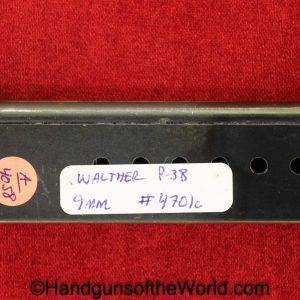 A
4058
WALTHER P.38
9MM #4701c
©HandgunsoftheWorld.com